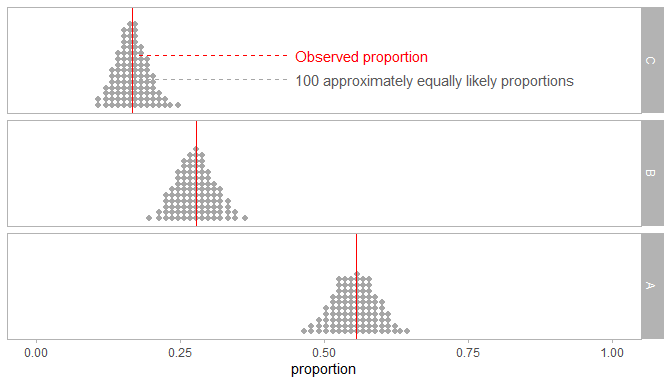 C
Observed proportion
100 approximately equally likely proportions
B
A
0.00 0.25 0.50 0.75 1.00
proportion